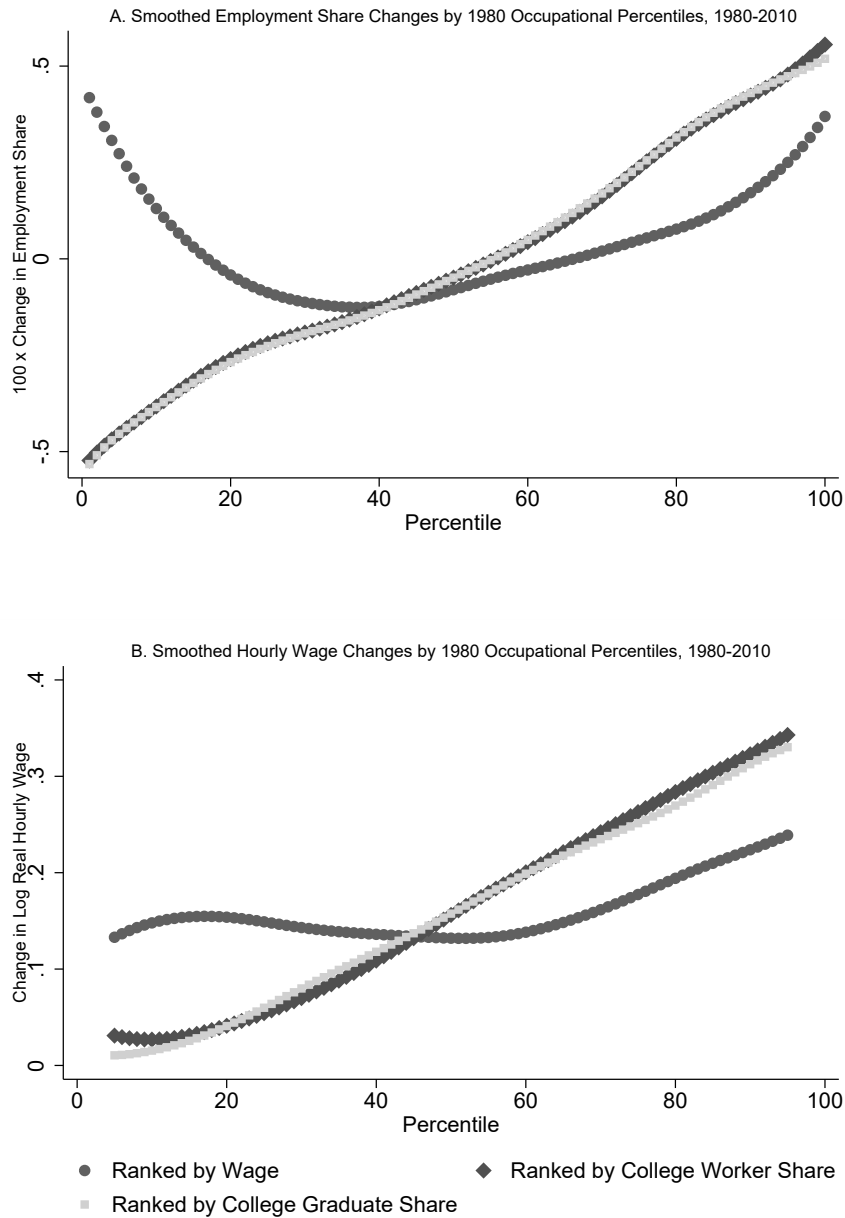 A. Smoothed Employment Share Changes by 1980 Occupational Percentiles, 1980-2010
100 x Change in Employment Share
.5
0
-.5
0 20 40 60 80 100
Percentile
B. Smoothed Hourly Wage Changes by 1980 Occupational Percentiles, 1980-2010
Change in Log Real Hourly Wage
.4
.3
.2
.1
0
0 20 40 60 80 100
Percentile
Ranked by Wage Ranked by College Worker Share
Ranked by College Graduate Share